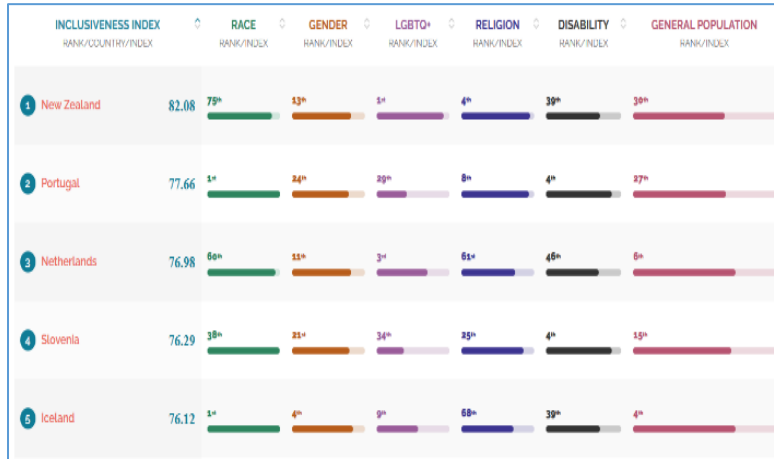 INCLUSIVENESS INDEX RACE GENDER LGBTQ+ RELIGION DISABILITY GENERAL POPULATION
RANK/COUNTRY/INDEX RANK/INDEX RANK/INDEX RANK/INDEX RANK/INDEX RANK/INDEX RANK/INDEX
1 New Zealand 82.08 75th 13th 1st 4th 39th 30th
2 Portugal 77.66 1st 24th 29th 8th 4th 27th
3 Netherlands 76.98 60th 11th 3rd 61st 46th 6th
4 Slovenia 76.29 38th 21st 34th 25th 4th 15th
5 Iceland 76.12 1st 4th 9th 68th 39th 4th